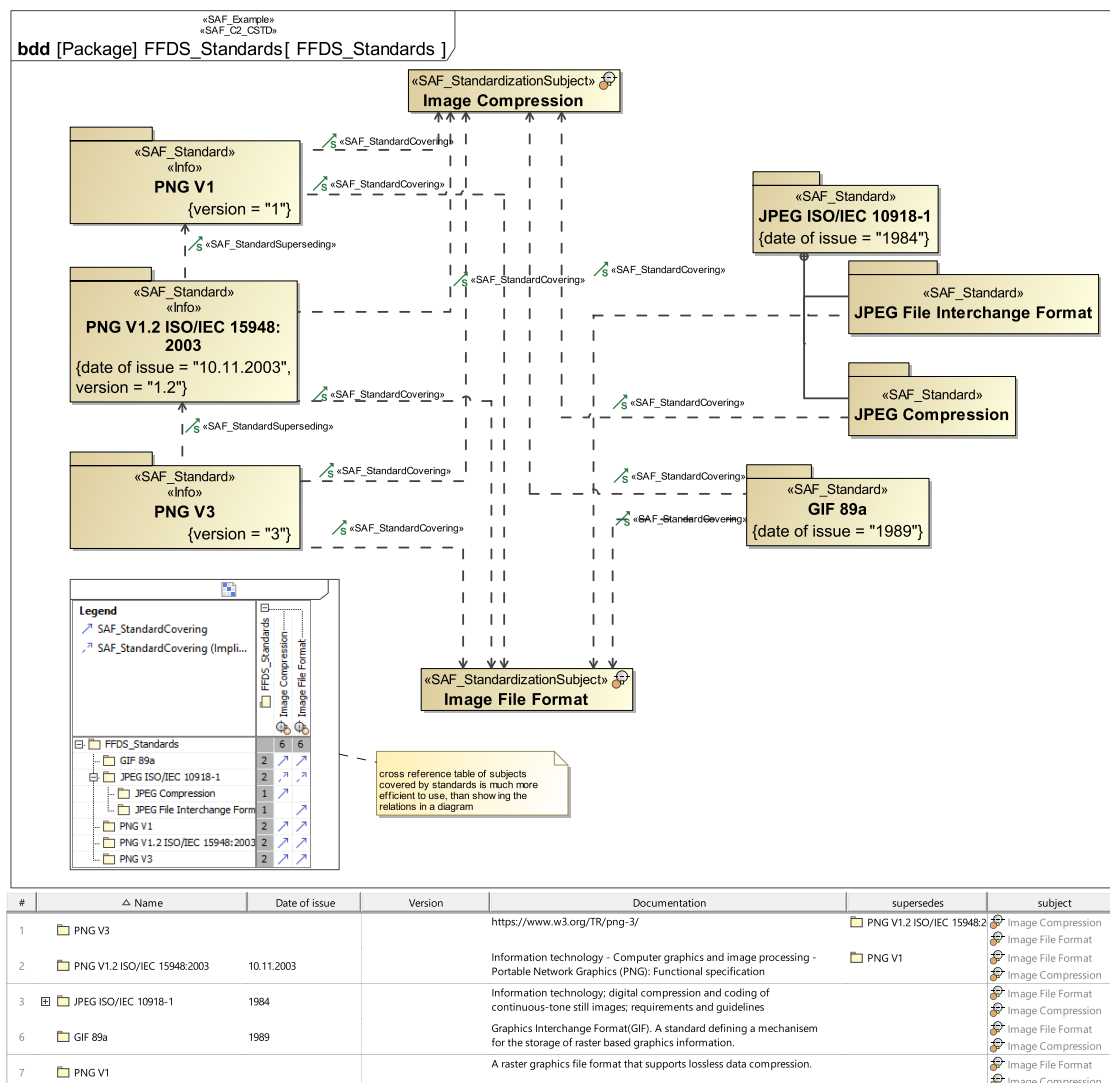 «SAF_Example»
«SAF_C2_CSTD»
bdd [Package] FFDS_Standards[ FFDS_Standards ]
«SAF_StandardizationSubject»
Image Compression
«SAF_StandardCovering»
«SAF_Standard»
«Info»
PNG V1
{version = "1"}
«SAF_StandardCovering»
«SAF_Standard»
JPEG ISO/IEC 10918-1
{date of issue = "1984"}
«SAF_StandardSuperseding»
«SAF_StandardCovering»
«SAF_StandardCovering»
«SAF_Standard»
JPEG File Interchange Format
«SAF_Standard»
«Info»
PNG V1.2 ISO/IEC 15948:
2003
{date of issue = "10.11.2003",
version = "1.2"}
«SAF_StandardCovering»
«SAF_StandardCovering»
«SAF_Standard»
JPEG Compression
«SAF_StandardSuperseding»
«SAF_Standard»
«Info»
PNG V3
{version = "3"}
«SAF_StandardCovering»
«SAF_StandardCovering»
«SAF_StandardCovering»
«SAF_StandardCovering»
«SAF_Standard»
GIF 89a
{date of issue = "1989"}
«SAF_StandardizationSubject»
Image File Format
Legend
SAF_StandardCovering
SAF_StandardCovering (Impli...
FFDS_Standards
Image Compression
Image File Format
FFDS_Standards 6 6
GIF 89a 2
JPEG ISO/IEC 10918-1 2
JPEG Compression 1
JPEG File Interchange Form 1
PNG V1 2
PNG V1.2 ISO/IEC 15948:2003 2
PNG V3 2
cross reference table of subjects
covered by standards is much more
efficient to use, than showing the
relations in a diagram
# Name Date of issue Version Documentation supersedes subject
1 PNG V3 https://www.w3.org/TR/png-3/ PNG V1.2 ISO/IEC 15948:2 Image Compression
Image File Format
2 PNG V1.2 ISO/IEC 15948:2003 10.11.2003 Information technology - Computer graphics and image processing - PNG V1 Image File Format
Portable Network Graphics (PNG): Functional specification Image Compression
3 JPEG ISO/IEC 10918-1 1984 Information technology; digital compression and coding of Image File Format
continuous-tone still images; requirements and guidelines Image Compression
6 GIF 89a 1989 Graphics Interchange Format(GIF). A standard defining a mechanisem Image File Format
for the storage of raster based graphics information. Image Compression
7 PNG V1 A raster graphics file format that supports lossless data compression. Image File Format
Image Compression